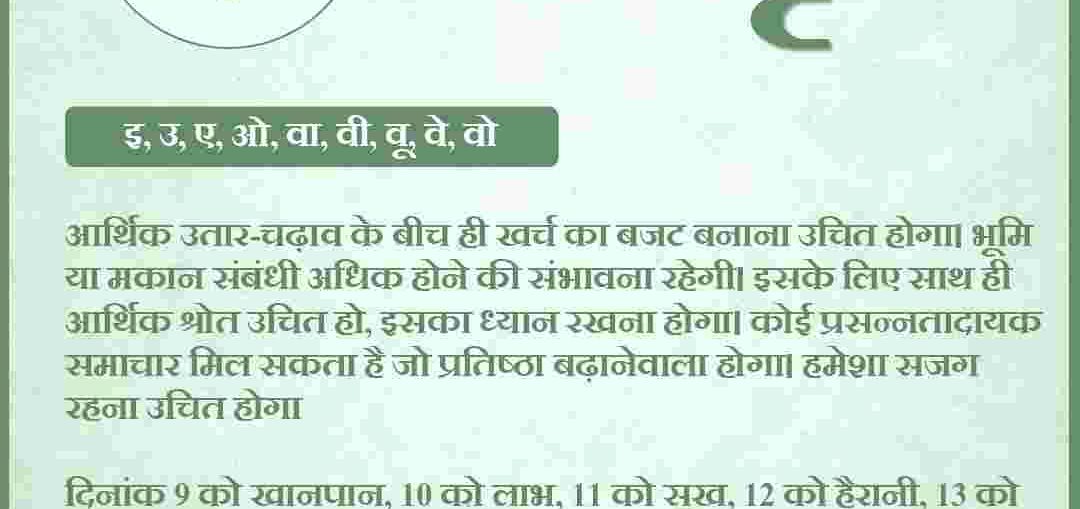 इ, उ, ए, ओ, वा, वी, वू, वे, वो
आर्थिक उतार-चढ़ाव के बीच ही खर्च का बजट बनाना उचित होगा। भूमि
या मकान संबंधी अधिक होने की संभावना रहेगी। इसके लिए साथ ही
आर्थिक श्रोत उचित हो, इसका ध्यान रखना होगा। कोई प्रसन्नतादायक
समाचार मिल सकता है जो प्रतिष्ठा बढ़ानेवाला होगा। हमेशा सजग
रहना उचित होगा
दिनांक 9 को खानपान, 10 को लाभ, 11 को सुख, 12 को हैरानी, 13 को